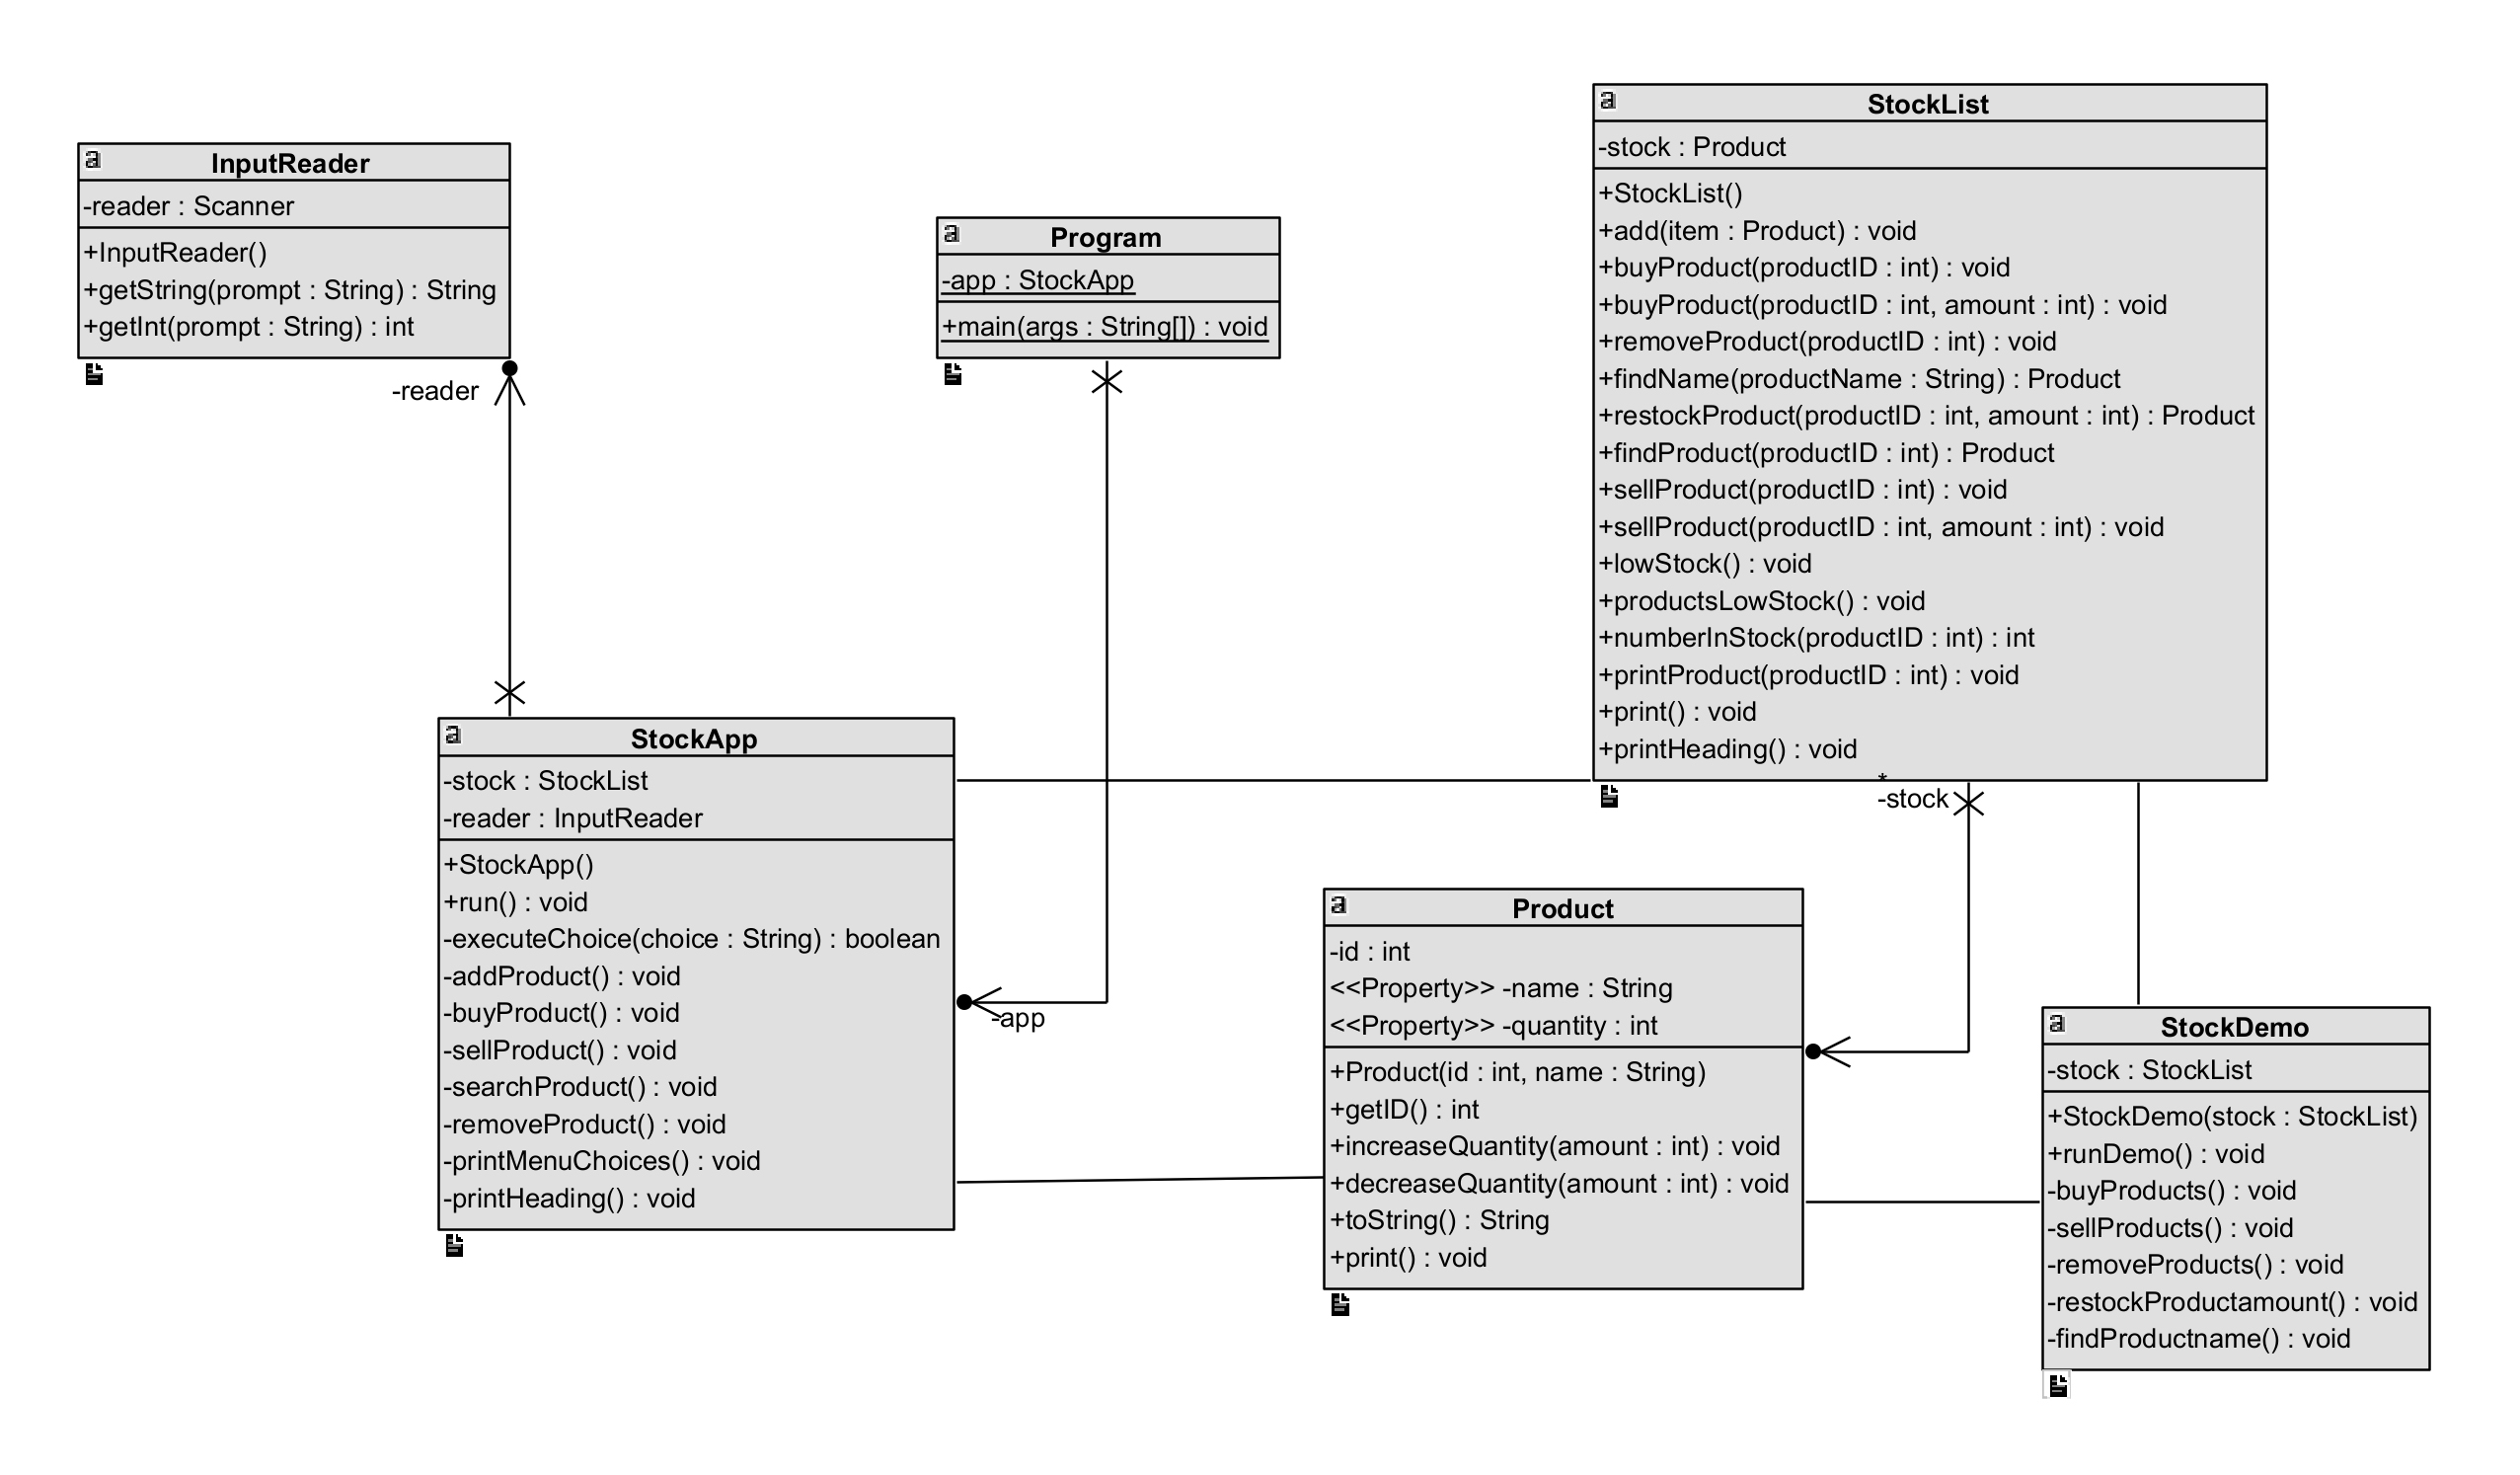 InputReader
-reader : Scanner
+InputReader()
+getString(prompt : String) : String
+getInt(prompt : String) : int
-reader
Program
-app : StockApp
+main(args : String[]) : void
StockList
-stock : Product
+StockList()
+add(item : Product) : void
+buyProduct(productID : int) : void
+buyProduct(productID : int, amount : int) : void
+removeProduct(productID : int) : void
+findName(productName : String) : Product
+restockProduct(productID : int, amount : int) : Product
+findProduct(productID : int) : Product
+sellProduct(productID : int) : void
+sellProduct(productID : int, amount : int) : void
+lowStock() : void
+productsLowStock() : void
+numberInStock(productID : int) : int
+printProduct(productID : int) : void
+print() : void
+printHeading() : void
*
-stock
StockApp
-stock : StockList
-reader : InputReader
+StockApp()
+run() : void
-executeChoice(choice : String) : boolean
-addProduct() : void
-buyProduct() : void
-sellProduct() : void
-searchProduct() : void
-removeProduct() : void
-printMenuChoices() : void
-printHeading() : void
-app
Product
-id : int
<<Property>> -name : String
<<Property>> -quantity : int
+Product(id : int, name : String)
+getID() : int
+increaseQuantity(amount : int) : void
+decreaseQuantity(amount : int) : void
+toString() : String
+print() : void
StockDemo
-stock : StockList
+StockDemo(stock : StockList)
+runDemo() : void
-buyProducts() : void
-sellProducts() : void
-removeProducts() : void
-restockProductamount() : void
-findProductname() : void